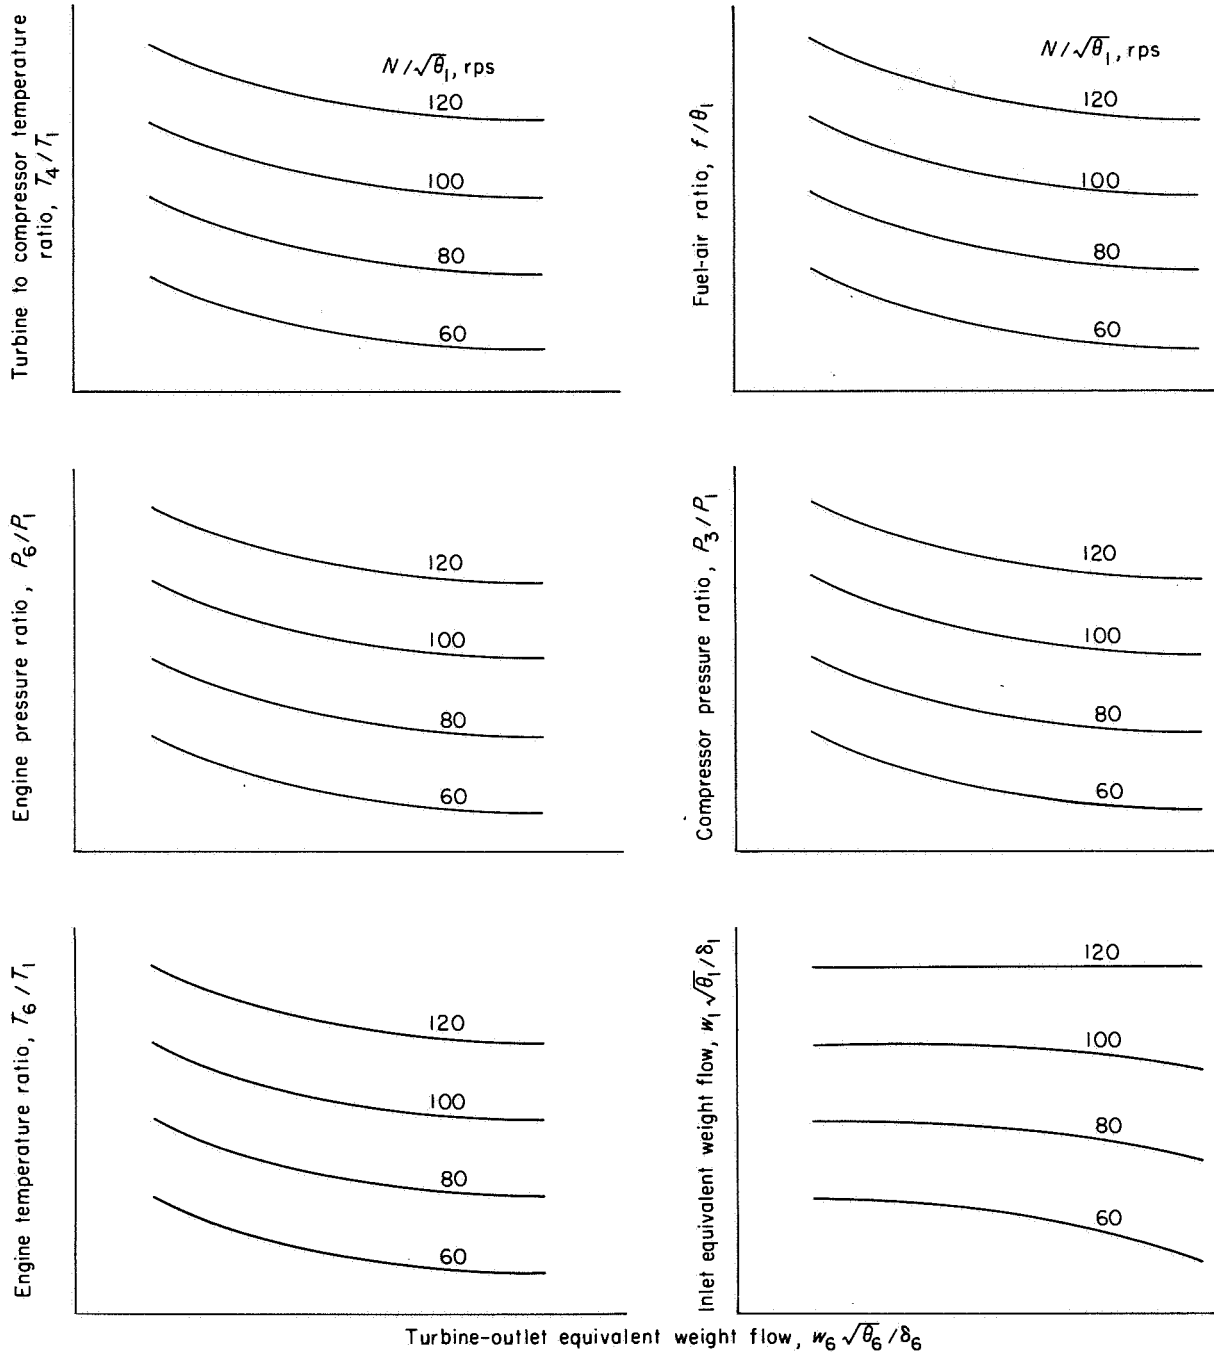 Turbine to compressor temperature
ratio, T₄/T₁
N/√θ₁, rps
120
100
80
60
Fuel-air ratio, f/θ₁
N/√θ₁, rps
120
100
80
60
Engine pressure ratio, P₆/P₁
120
100
80
60
Compressor pressure ratio, P₃/P₁
120
100
80
60
Engine temperature ratio, T₆/T₁
120
100
80
60
Inlet equivalent weight flow, w₁√θ₁/δ₁
120
100
80
60
Turbine-outlet equivalent weight flow, w₆√θ₆/δ₆